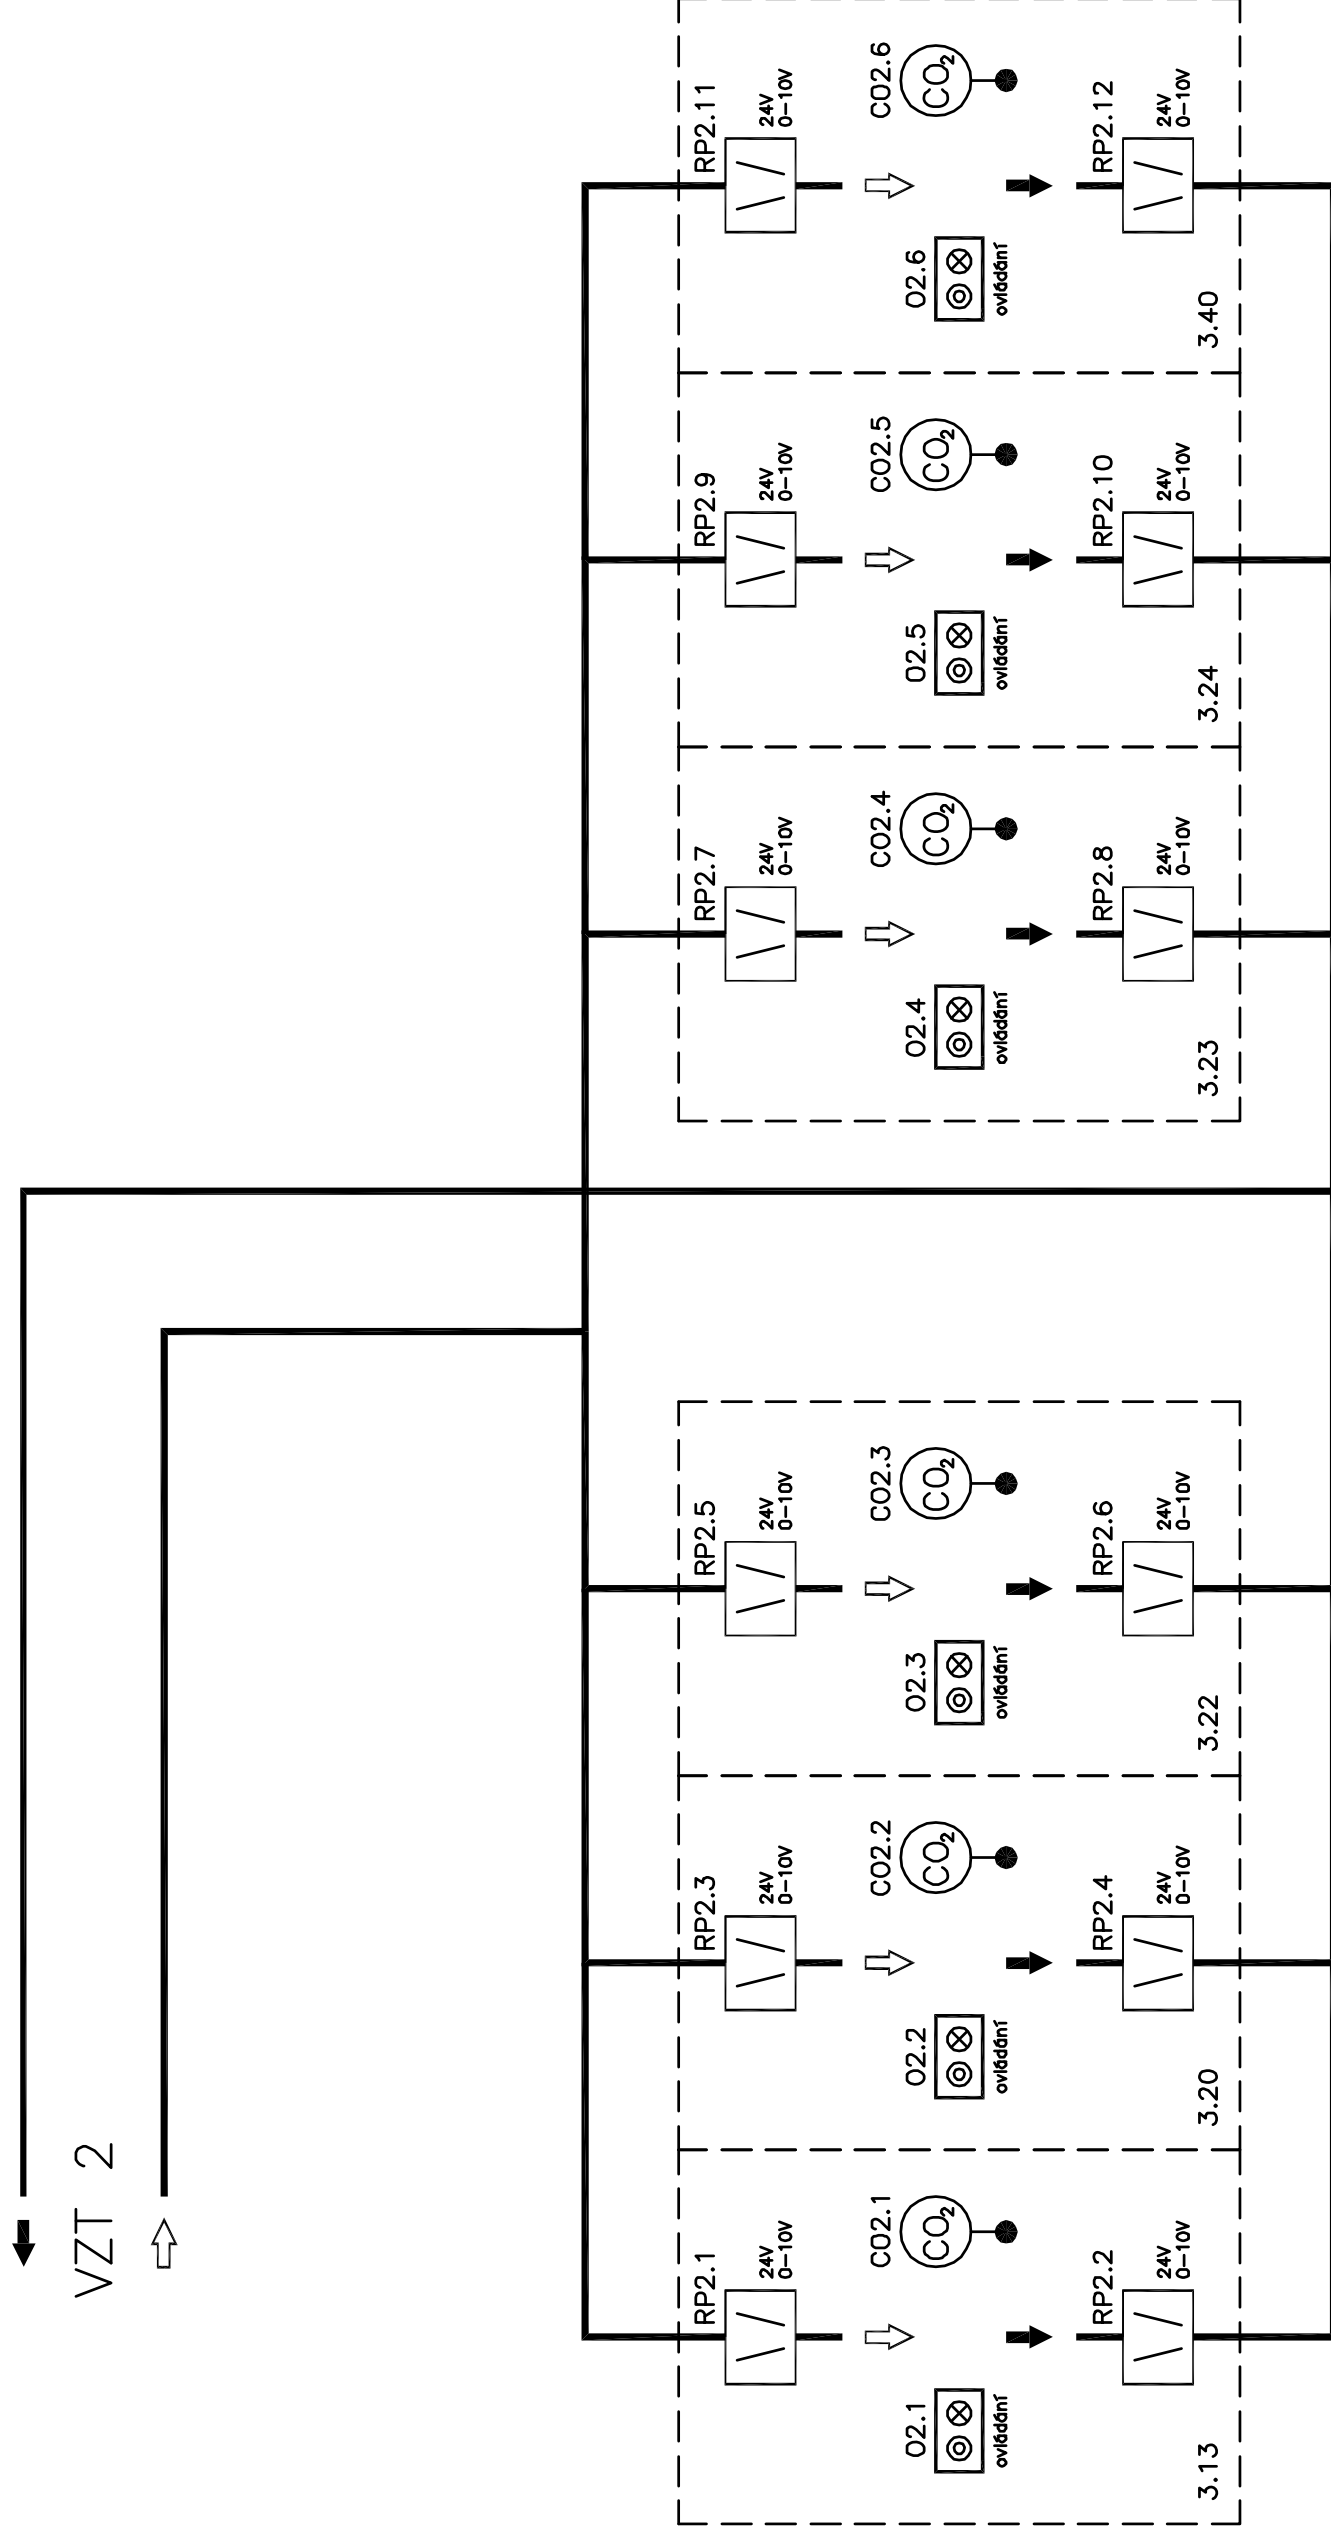 VZT 2
RP2.1
24V
0-10V
CO2.1
CO2
O2.1
ovládání
RP2.2
24V
0-10V
3.13
RP2.3
24V
0-10V
CO2.2
CO2
O2.2
ovládání
RP2.4
24V
0-10V
3.20
RP2.5
24V
0-10V
CO2.3
CO2
O2.3
ovládání
RP2.6
24V
0-10V
3.22
RP2.7
24V
0-10V
CO2.4
CO2
O2.4
ovládání
RP2.8
24V
0-10V
3.23
RP2.9
24V
0-10V
CO2.5
CO2
O2.5
ovládání
RP2.10
24V
0-10V
3.24
RP2.11
24V
0-10V
CO2.6
CO2
O2.6
ovládání
RP2.12
24V
0-10V
3.40